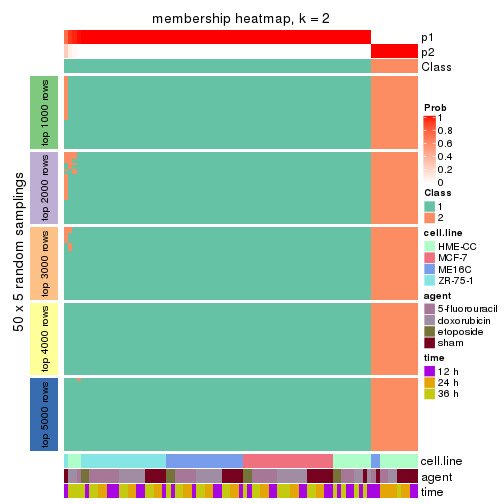 membership heatmap, k = 2
p1
p2
Class
50 x 5 random samplings
top 1000 rows
top 2000 rows
top 3000 rows
top 4000 rows
top 5000 rows
Prob
1
0.8
0.6
0.4
0.2
0
Class
1
2
cell.line
HME-CC
MCF-7
ME16C
ZR-75-1
agent
5-fluorouracil
doxorubicin
etoposide
sham
time
12 h
24 h
36 h
cell.line
agent
time